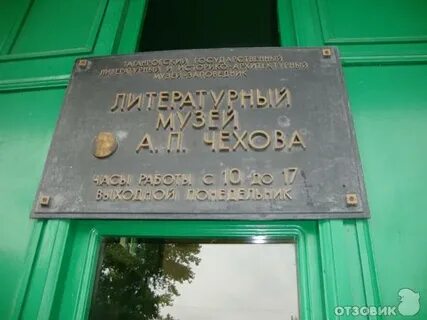 ТАГАНРОГСКИЙ ГОСУДАРСТВЕННЫЙ
ЛИТЕРАТУРНЫЙ И ИСТОРИКО-АРХИТЕКТУРНЫЙ
МУЗЕЙ-ЗАПОВЕДНИК
ЛИТЕРАТУРНЫЙ
МУЗЕЙ
А. П. ЧЕХОВА
ЧАСЫ РАБОТЫ С 10 ДО 17
ВЫХОДНОЙ ПОНЕДЕЛЬНИК
ОТЗОВИК